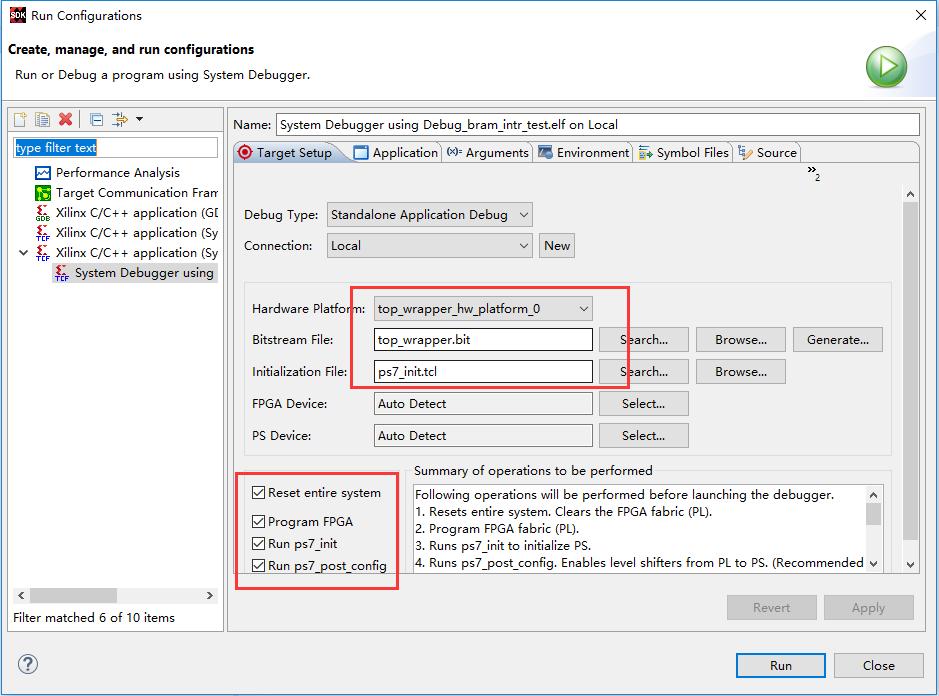 SDK Run Configurations
Create, manage, and run configurations
Run or Debug a program using System Debugger.
type filter text
Performance Analysis
Target Communication Fram
GDB Xilinx C/C++ application (GD
TCF Xilinx C/C++ application (Sy
TCF Xilinx C/C++ application (Sy
TCF System Debugger using
Filter matched 6 of 10 items
Name: System Debugger using Debug_bram_intr_test.elf on Local
Target Setup Application (x)= Arguments Environment Symbol Files Source
»2
Debug Type: Standalone Application Debug
Connection: Local New
Hardware Platform: top_wrapper_hw_platform_0
Bitstream File: top_wrapper.bit Search... Browse... Generate...
Initialization File: ps7_init.tcl Search... Browse...
FPGA Device: Auto Detect Select...
PS Device: Auto Detect Select...
Reset entire system
Program FPGA
Run ps7_init
Run ps7_post_config
Summary of operations to be performed
Following operations will be performed before launching the debugger.
1. Resets entire system. Clears the FPGA fabric (PL).
2. Program FPGA fabric (PL).
3. Runs ps7_init to initialize PS.
4. Runs ps7_post_config. Enables level shifters from PL to PS. (Recommended
Revert Apply
? Run Close